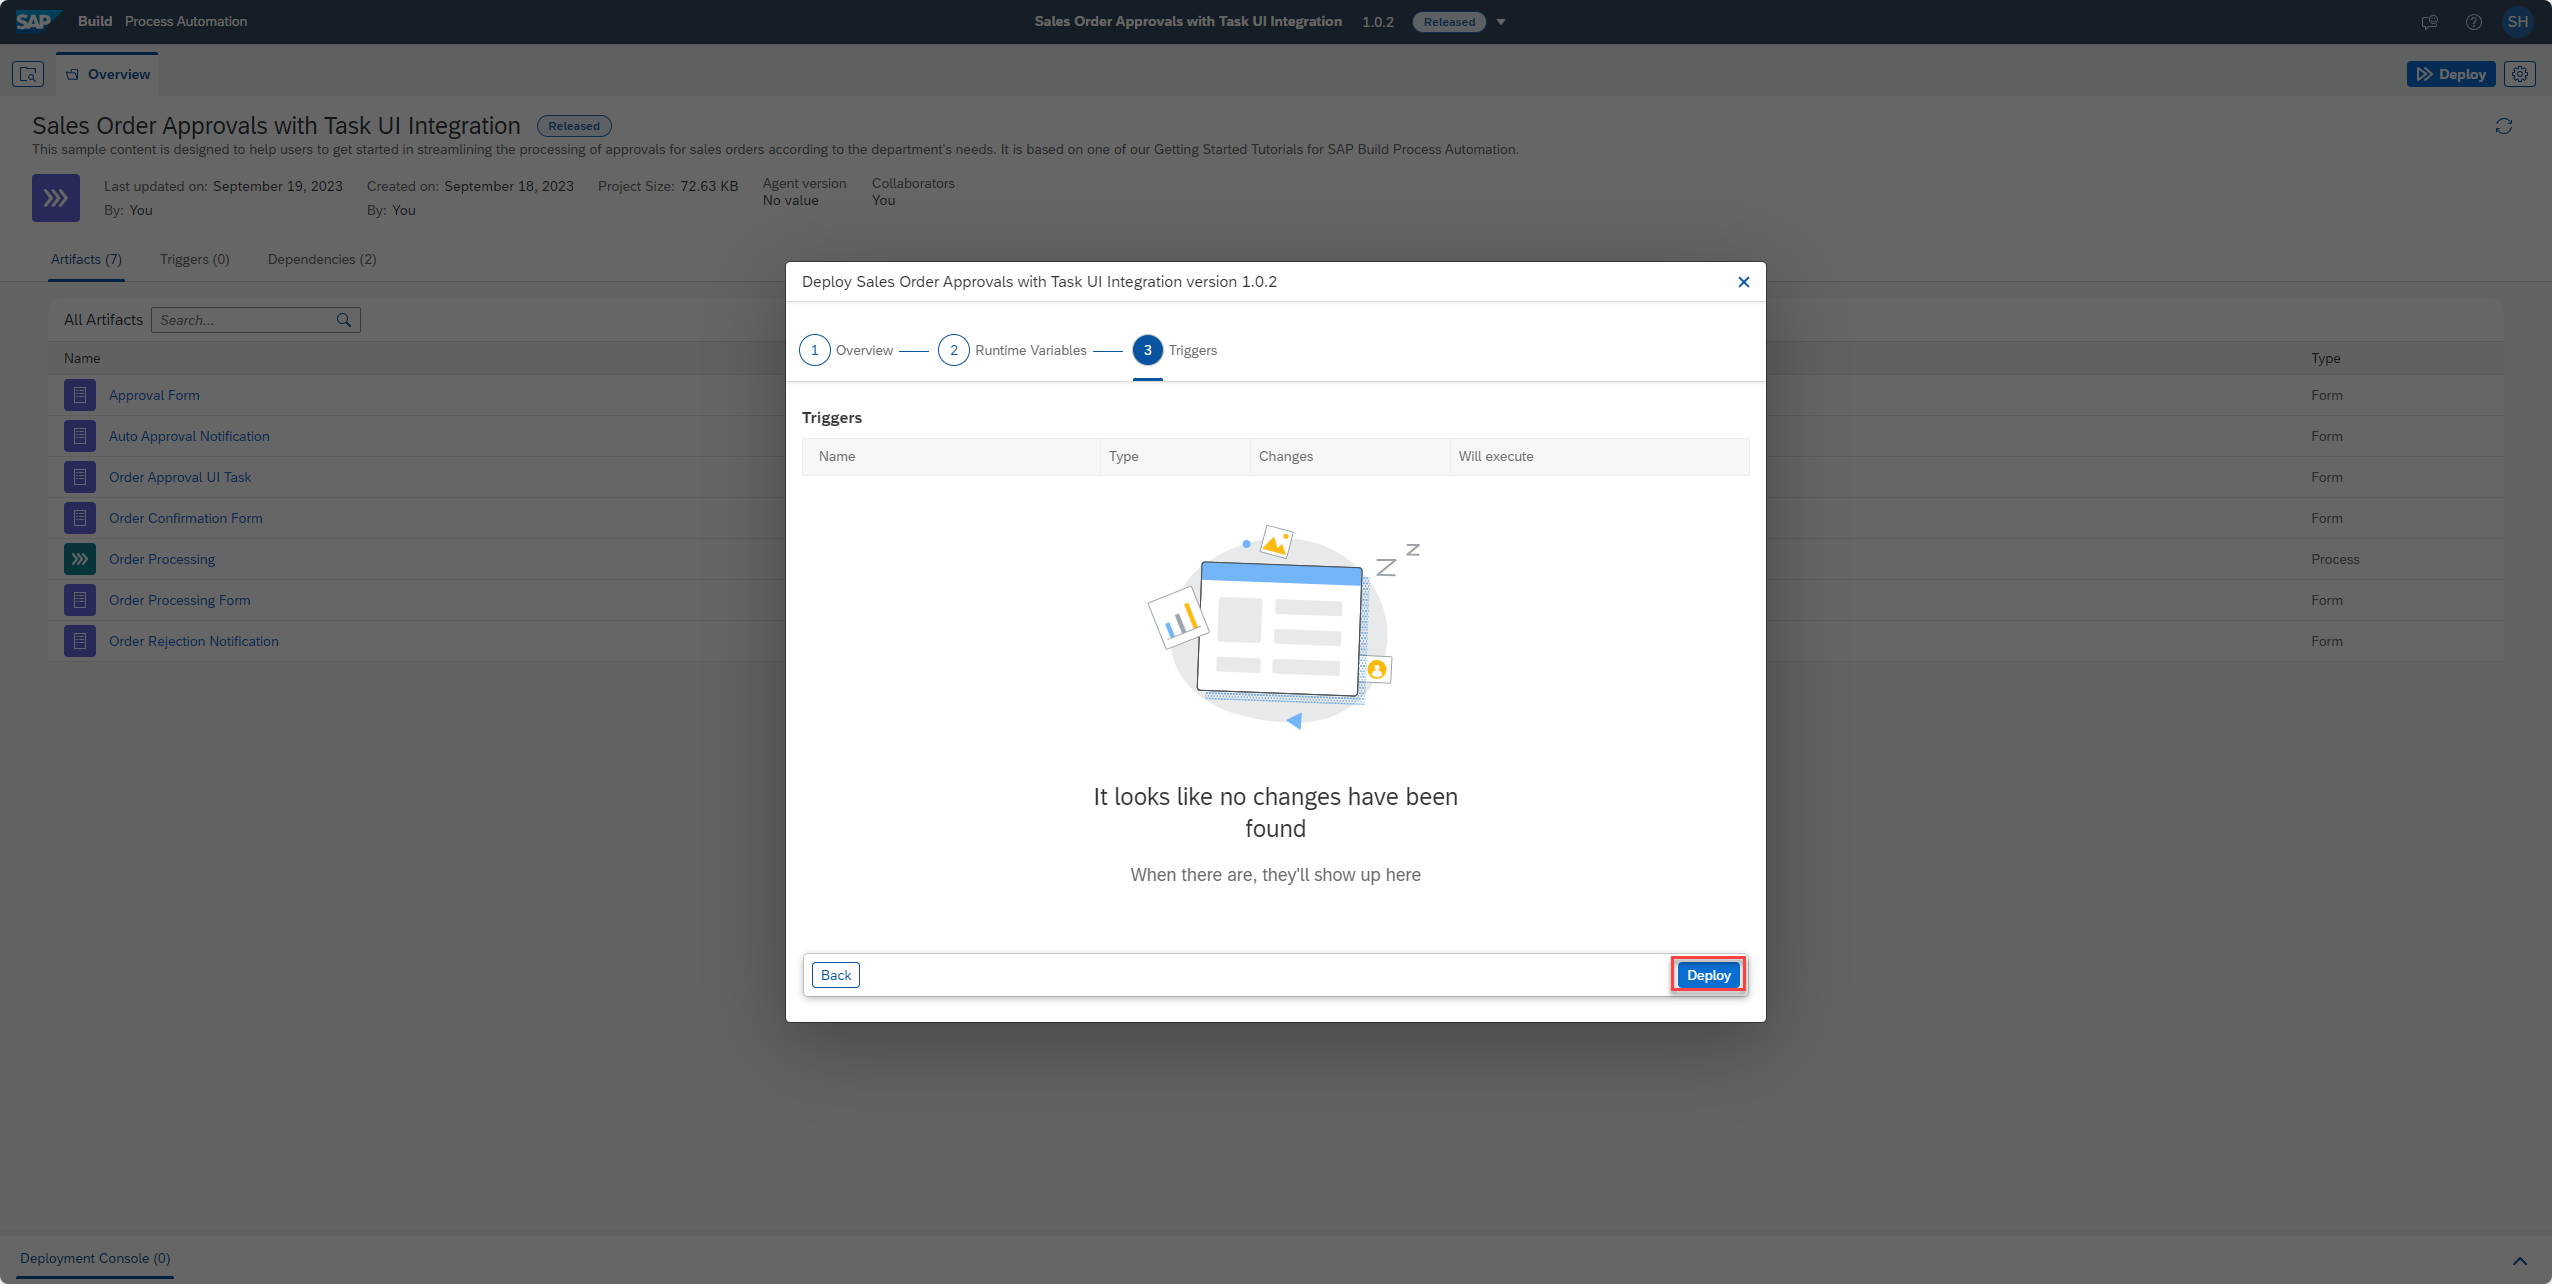 SAP Build Process Automation Sales Order Approvals with Task UI Integration 1.0.2 Released SH
Overview Deploy
Sales Order Approvals with Task UI Integration Released
This sample content is designed to help users to get started in streamlining the processing of approvals for sales orders according to the department's needs. It is based on one of our Getting Started Tutorials for SAP Build Process Automation.
Last updated on: September 19, 2023 Created on: September 18, 2023 Project Size: 72.63 KB Agent version Collaborators
By: You By: You No value You
Artifacts (7) Triggers (0) Dependencies (2)
All Artifacts Search...
Name Type
Approval Form Form
Auto Approval Notification Form
Order Approval UI Task Form
Order Confirmation Form Form
Order Processing Process
Order Processing Form Form
Order Rejection Notification Form
Deploy Sales Order Approvals with Task UI Integration version 1.0.2
1 Overview 2 Runtime Variables 3 Triggers
Triggers
Name Type Changes Will execute
Z Z
It looks like no changes have been
found
When there are, they'll show up here
Back Deploy
Deployment Console (0)